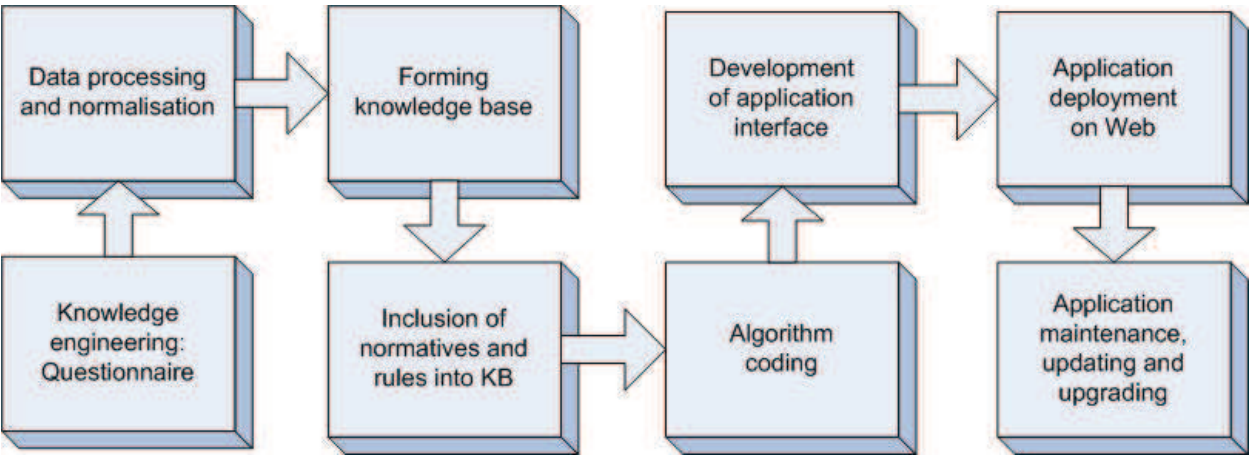 Data processing
and normalisation
Forming
knowledge base
Development
of application
interface
Application
deployment
on Web
Knowledge
engineering:
Questionnaire
Inclusion of
normatives and
rules into KB
Algorithm
coding
Application
maintenance,
updating and
upgrading